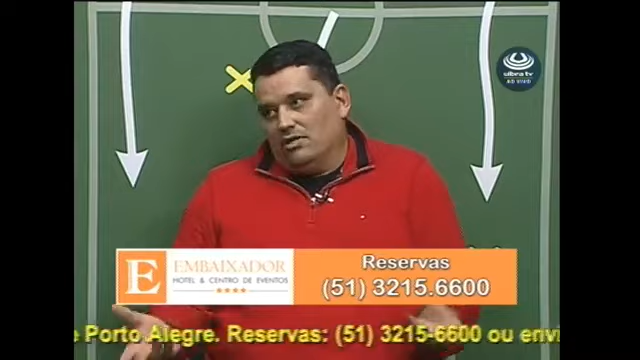 ulbra tv
AO VIVO
E
EMBAIXADOR
HOTEL & CENTRO DE EVENTOS
Reservas
(51) 3215.6600
e Porto Alegre. Reservas: (51) 3215-6600 ou envi